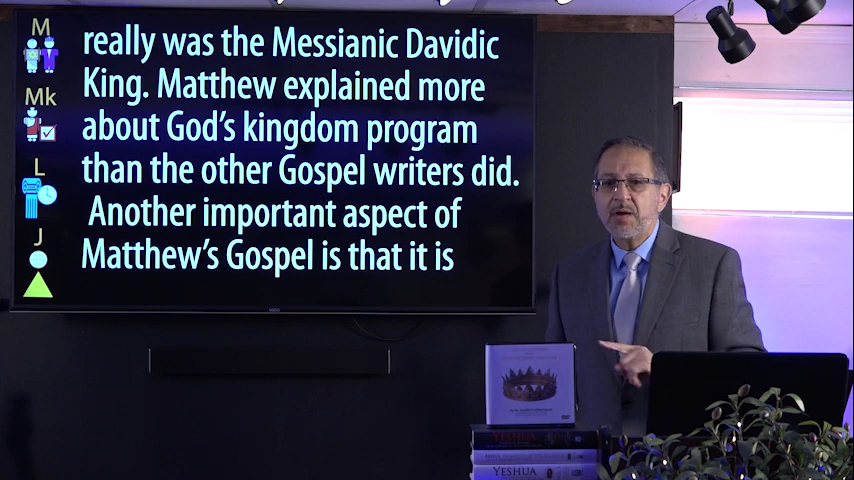 M
Mk
L
J
really was the Messianic Davidic
King. Matthew explained more
about God's kingdom program
than the other Gospel writers did.
Another important aspect of
Matthew's Gospel is that it is
YESHUA
YESHUA